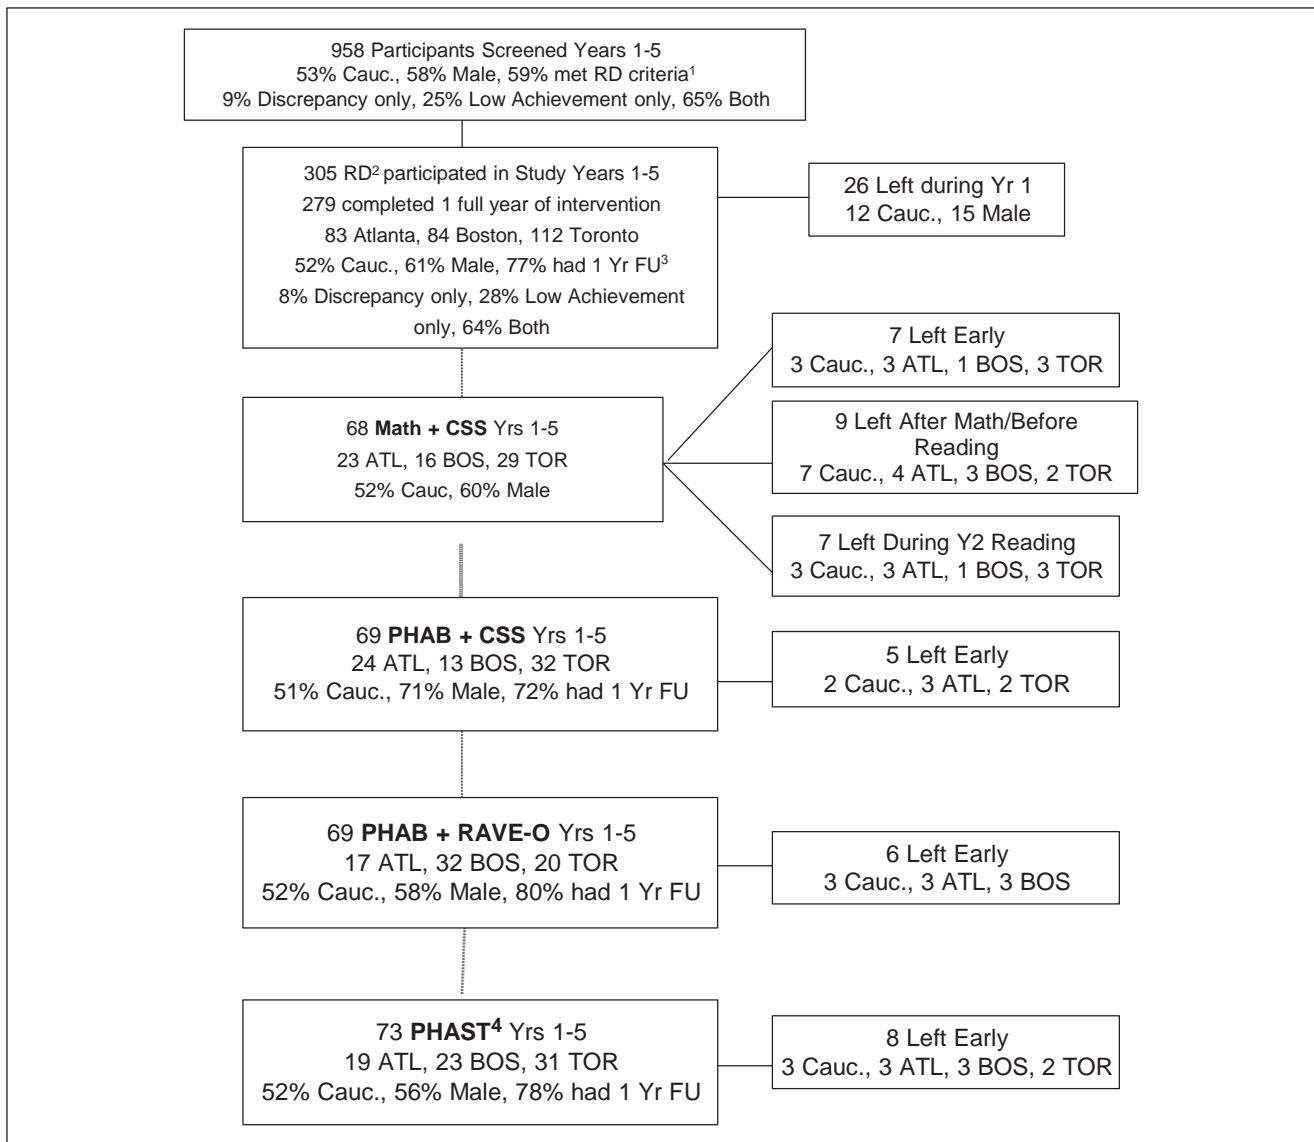 958 Participants Screened Years 1-5
53% Cauc., 58% Male, 59% met RD criteria¹
9% Discrepancy only, 25% Low Achievement only, 65% Both
305 RD² participated in Study Years 1-5
279 completed 1 full year of intervention
83 Atlanta, 84 Boston, 112 Toronto
52% Cauc., 61% Male, 77% had 1 Yr FU³
8% Discrepancy only, 28% Low Achievement
only, 64% Both
26 Left during Yr 1
12 Cauc., 15 Male
68 Math + CSS Yrs 1-5
23 ATL, 16 BOS, 29 TOR
52% Cauc, 60% Male
7 Left Early
3 Cauc., 3 ATL, 1 BOS, 3 TOR
9 Left After Math/Before
Reading
7 Cauc., 4 ATL, 3 BOS, 2 TOR
7 Left During Y2 Reading
3 Cauc., 3 ATL, 1 BOS, 3 TOR
69 PHAB + CSS Yrs 1-5
24 ATL, 13 BOS, 32 TOR
51% Cauc., 71% Male, 72% had 1 Yr FU
5 Left Early
2 Cauc., 3 ATL, 2 TOR
69 PHAB + RAVE-O Yrs 1-5
17 ATL, 32 BOS, 20 TOR
52% Cauc., 58% Male, 80% had 1 Yr FU
6 Left Early
3 Cauc., 3 ATL, 3 BOS
73 PHAST⁴ Yrs 1-5
19 ATL, 23 BOS, 31 TOR
52% Cauc., 56% Male, 78% had 1 Yr FU
8 Left Early
3 Cauc., 3 ATL, 3 BOS, 2 TOR